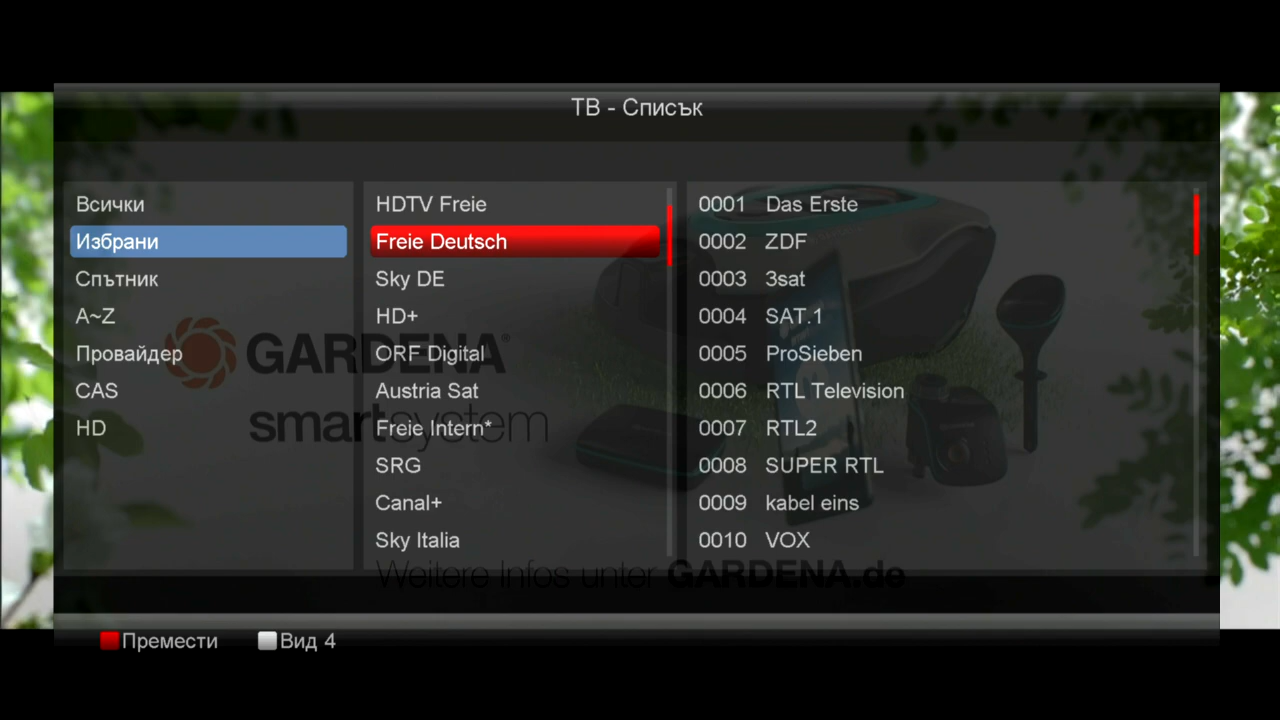 ТВ - Списък
Всички
Избрани
Спътник
A~Z
Провайдер
CAS
HD
HDTV Freie
Freie Deutsch
Sky DE
HD+
ORF Digital
Austria Sat
Freie Intern*
SRG
Canal+
Sky Italia
0001 Das Erste
0002 ZDF
0003 3sat
0004 SAT.1
0005 ProSieben
0006 RTL Television
0007 RTL2
0008 SUPER RTL
0009 kabel eins
0010 VOX
GARDENA®
smartsystem
Weitere Infos unter GARDENA.de
Премести
Вид 4